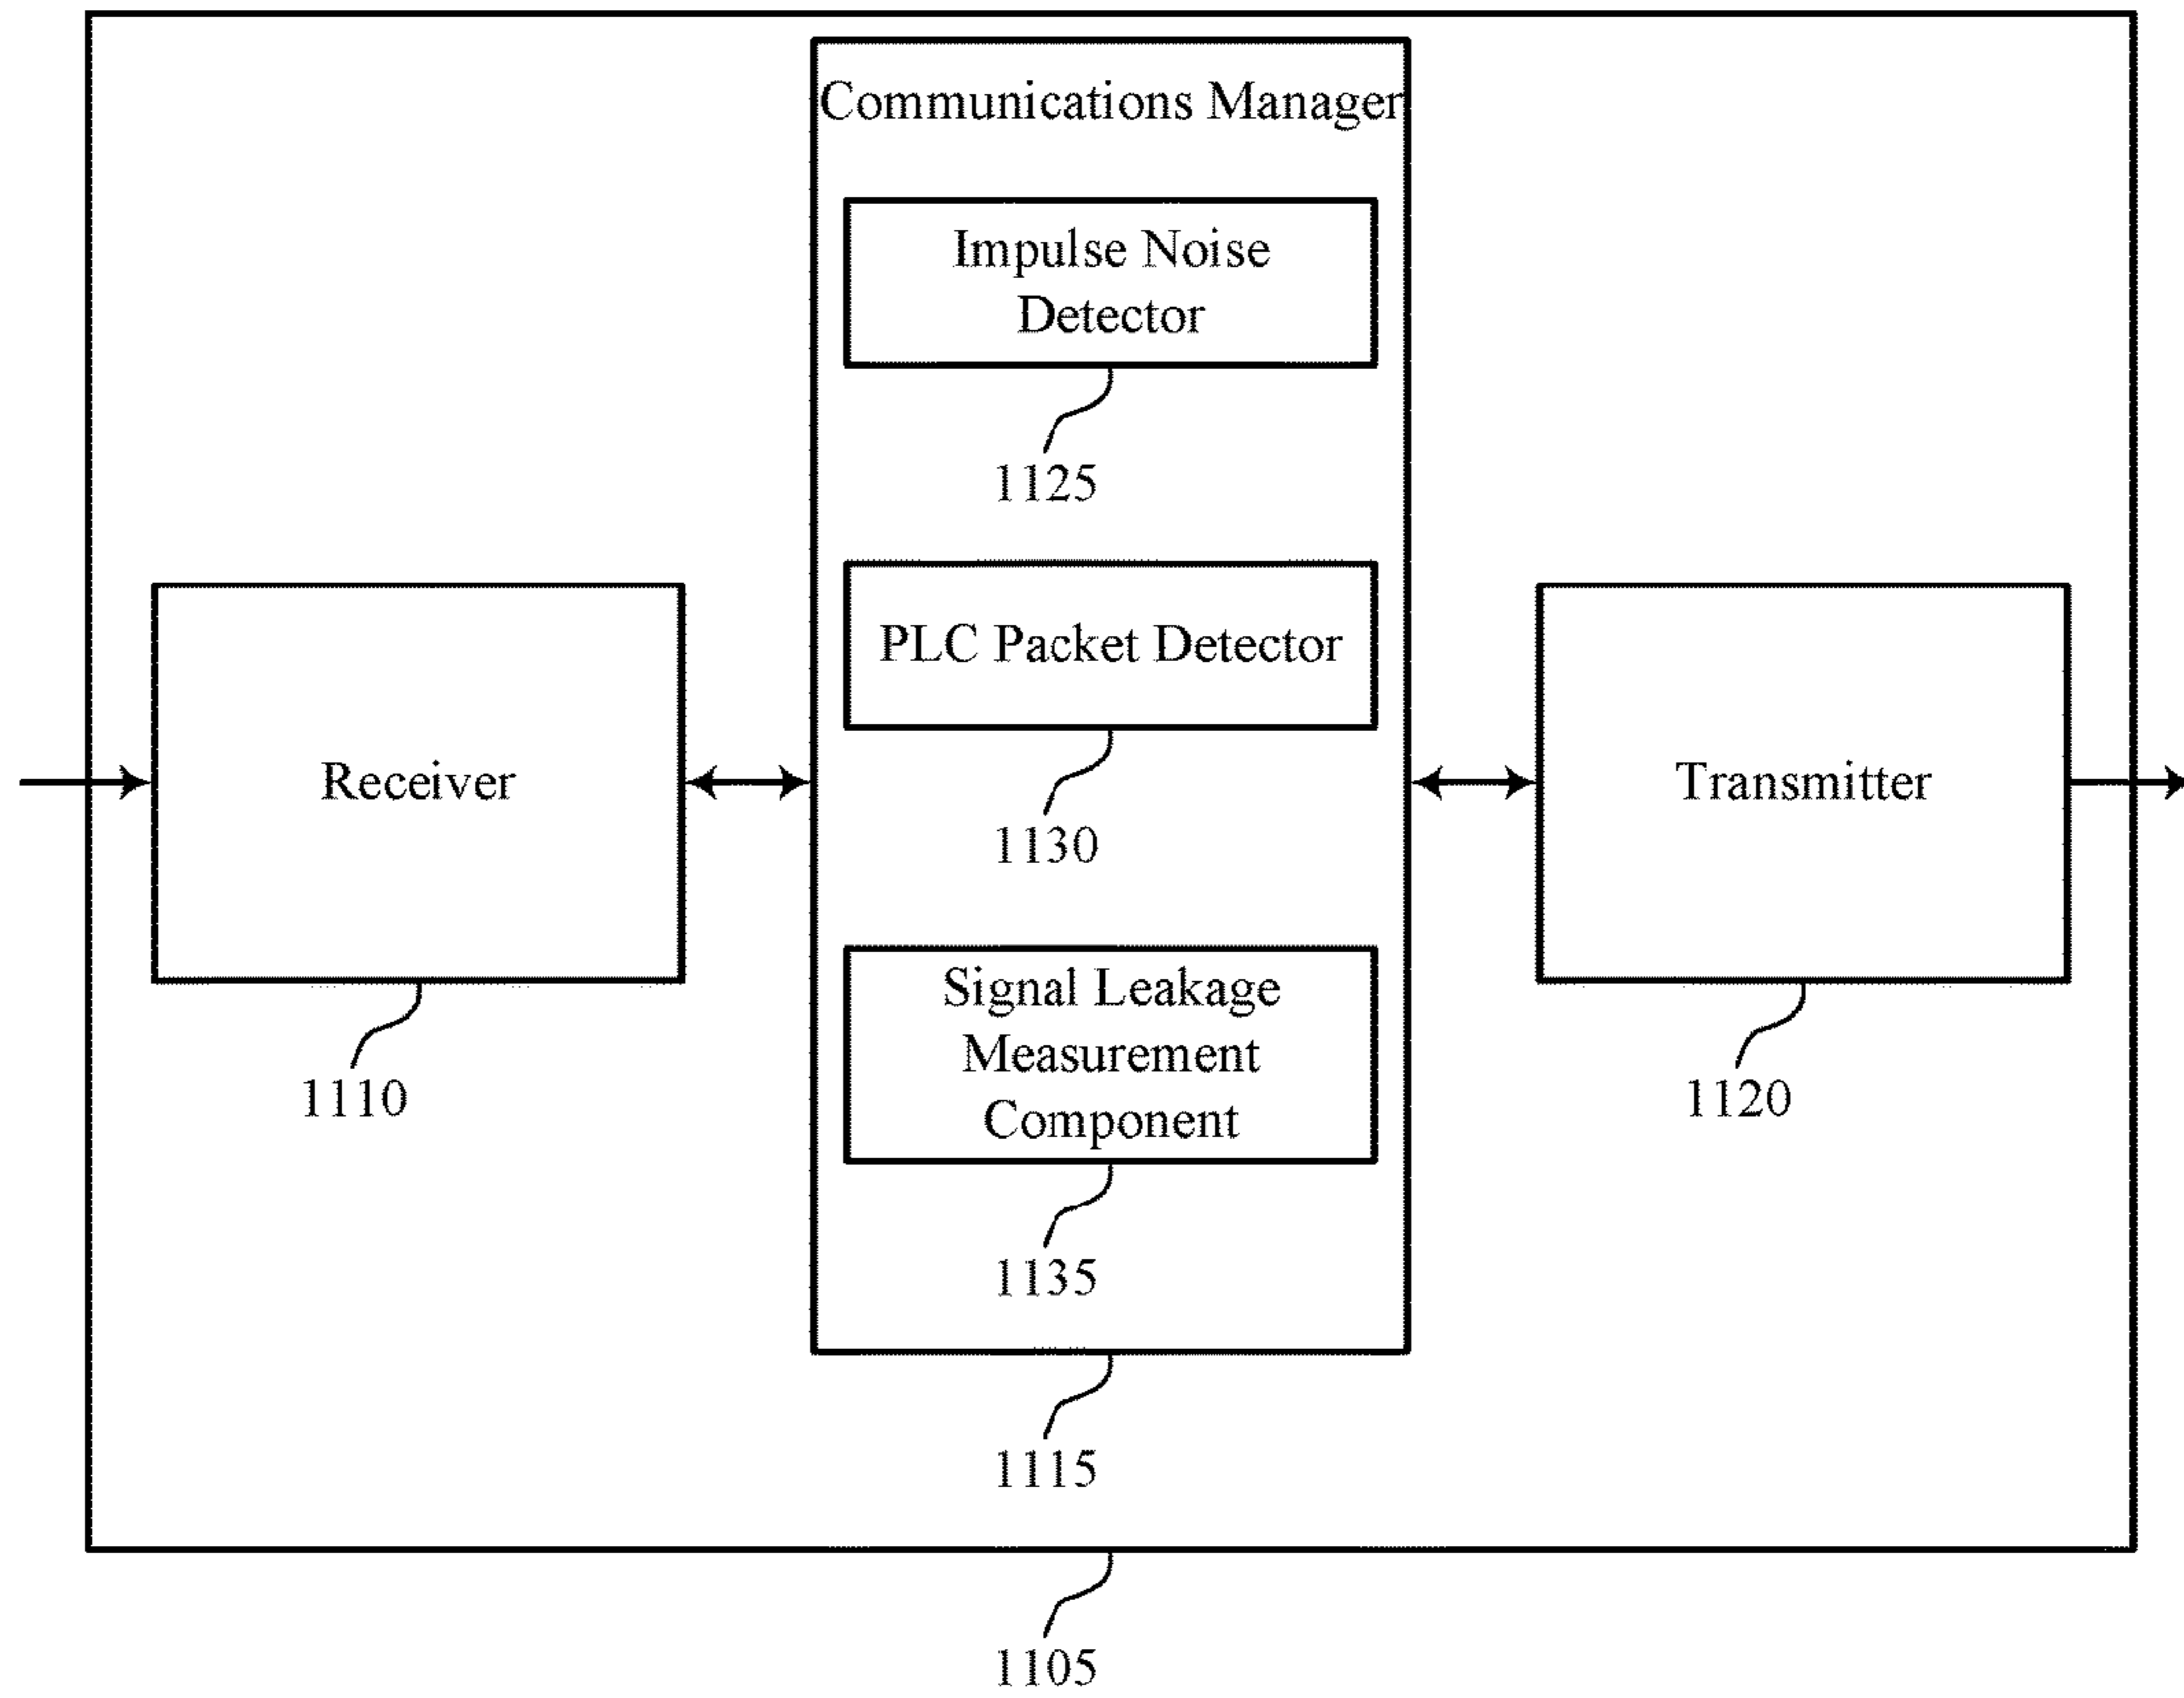 Communications Manager
Impulse Noise
Detector
1125
PLC Packet Detector
1130
Receiver
1110
Transmitter
1120
Signal Leakage
Measurement
Component
1135
1115
1105